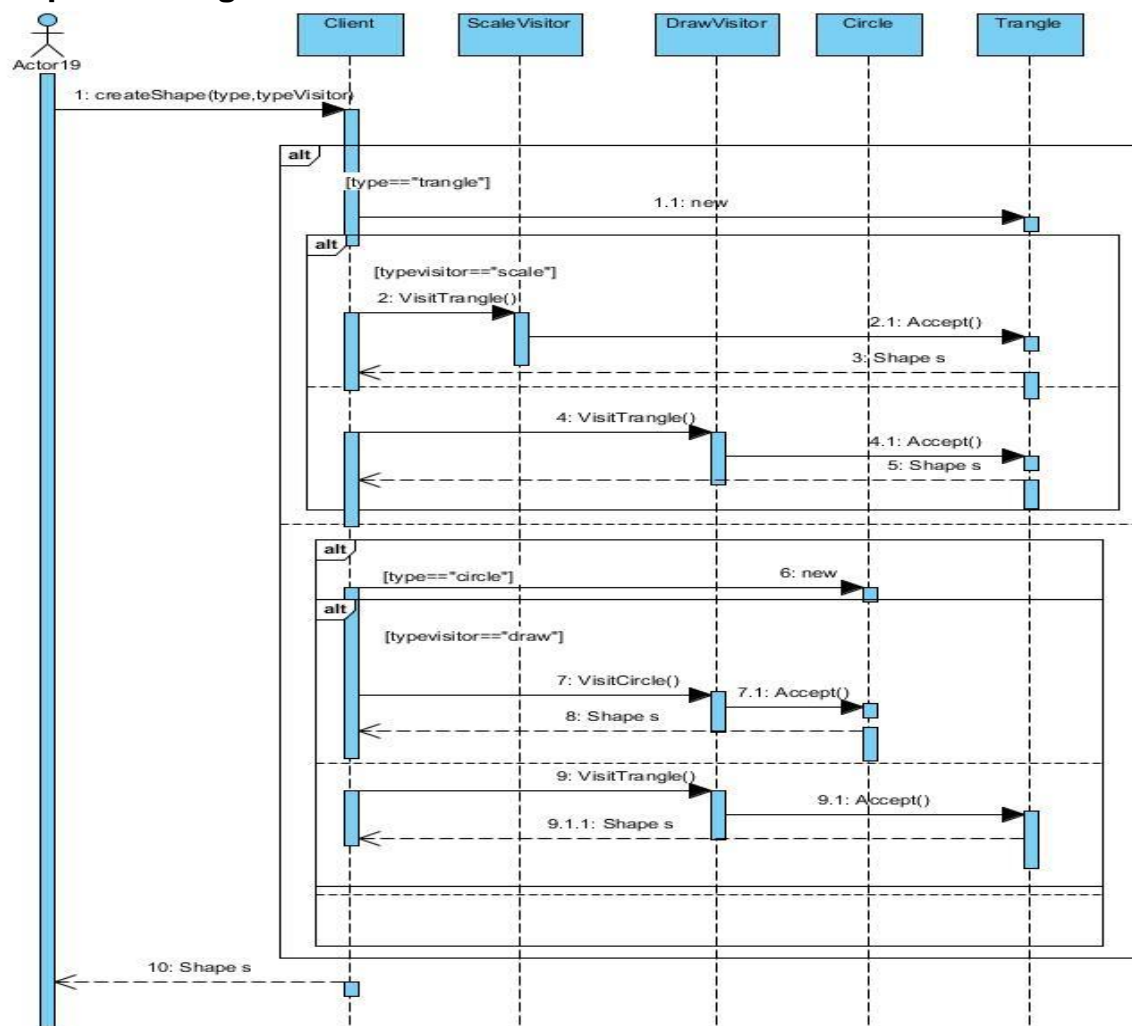 Client ScaleVisitor DrawVisitor Circle Trangle
Actor19
1: createShape(type,typeVisitor)
alt
[type=="trangle"]
1.1: new
alt
[typevisitor=="scale"]
2: VisitTrangle()
2.1: Accept()
3: Shape s
4: VisitTrangle()
4.1: Accept()
5: Shape s
alt
[type=="circle"]
6: new
alt
[typevisitor=="draw"]
7: VisitCircle()
7.1: Accept()
8: Shape s
9: VisitTrangle()
9.1: Accept()
9.1.1: Shape s
10: Shape s